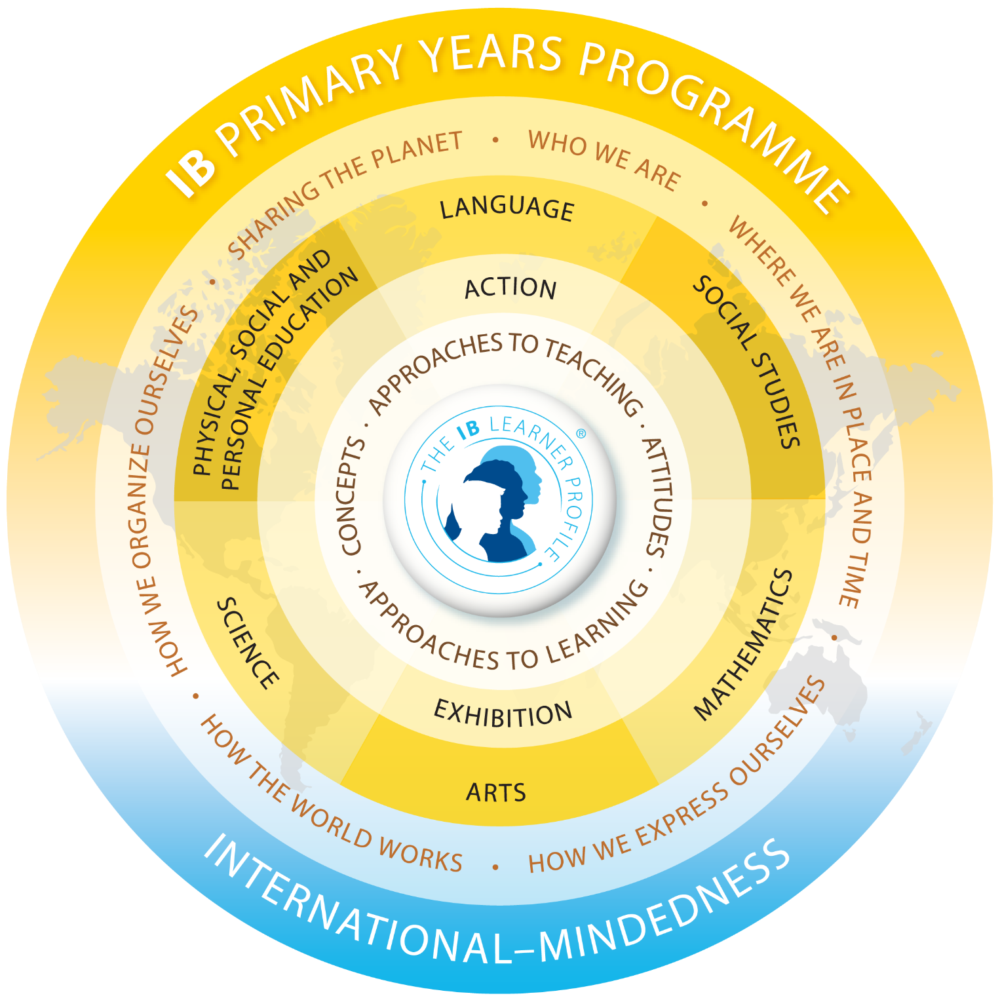 IB PRIMARY YEARS PROGRAMME
SHARING THE PLANET
•
WHO WE ARE
•
WHERE WE ARE IN PLACE AND TIME
•
HOW WE EXPRESS OURSELVES
•
HOW THE WORLD WORKS
•
HOW WE ORGANIZE OURSELVES
•
LANGUAGE
SOCIAL STUDIES
MATHEMATICS
ARTS
SCIENCE
PHYSICAL, SOCIAL AND
PERSONAL EDUCATION
ACTION
EXHIBITION
APPROACHES TO TEACHING · ATTITUDES · APPROACHES TO LEARNING · CONCEPTS ·
THE IB LEARNER PROFILE ®
INTERNATIONAL–MINDEDNESS